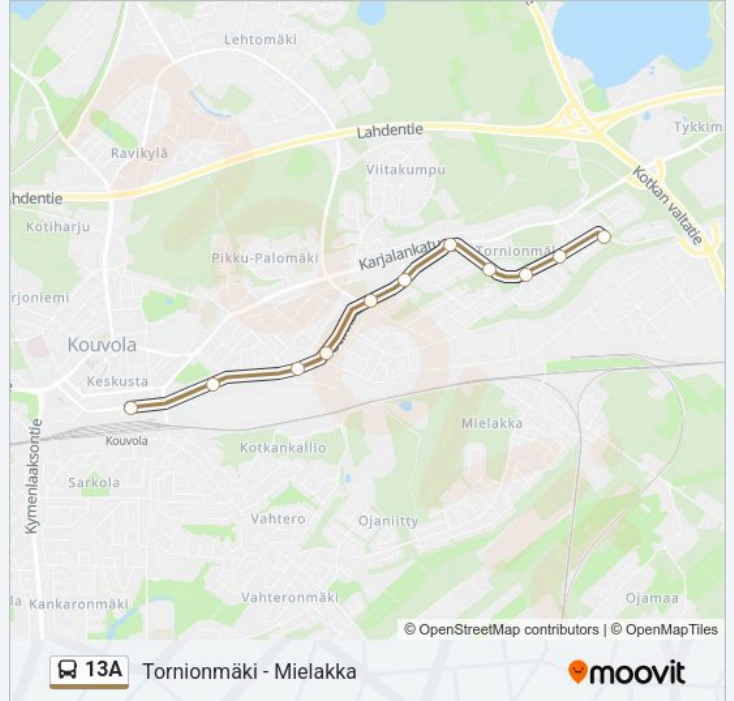 Lehtomäki
Lahdentie
Tykkim
Ravikylä
Viitakumpu
hdentie
Kotkan valtatie
Kotiharju
Karjalankatu
Tornionmä
Pikku-Palomäki
rjoniemi
Kouvola
Keskusta
Kouvola
Mielakka
Kotkankallio
Kymenlaaksontie
Sarkola
Vahtero
Ojaniitty
la
Kankaronmäki
Vahteronmäki
Ojamaa
© OpenStreetMap contributors | © OpenMapTiles
13A Tornionmäki - Mielakka
moovit